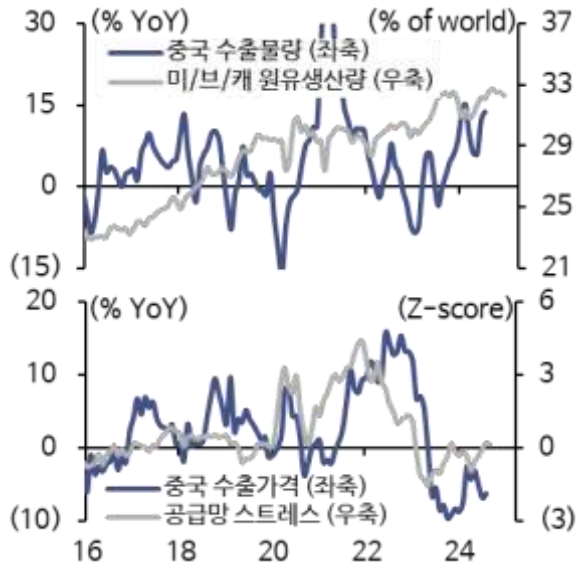 30 (% YoY) (% of world) 37
중국 수출물량 (좌축)
미/브/캐 원유생산량 (우축)
33
15
29
0
25
(15) 21
20 (% YoY) (Z-score) 6
10 3
0 0
중국 수출가격 (좌축)
공급망 스트레스 (우축)
(10) (3)
16 18 20 22 24